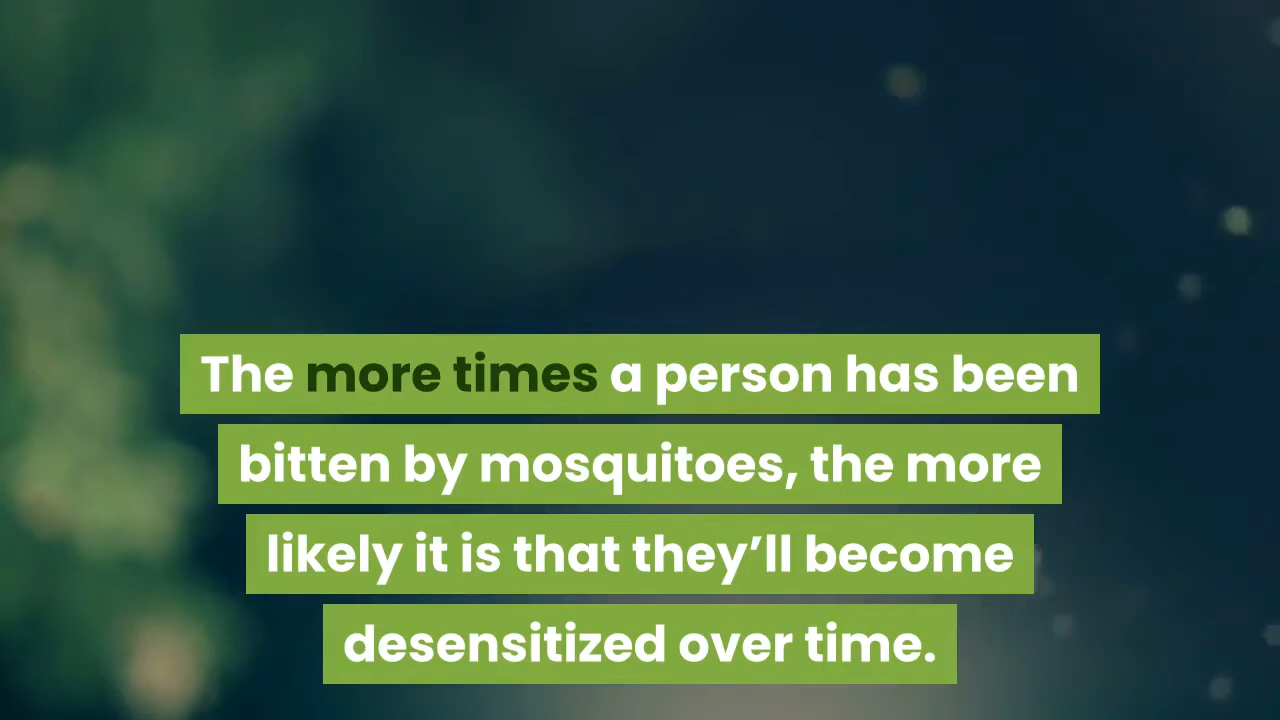 The more times a person has been
bitten by mosquitoes, the more
likely it is that they’ll become
desensitized over time.